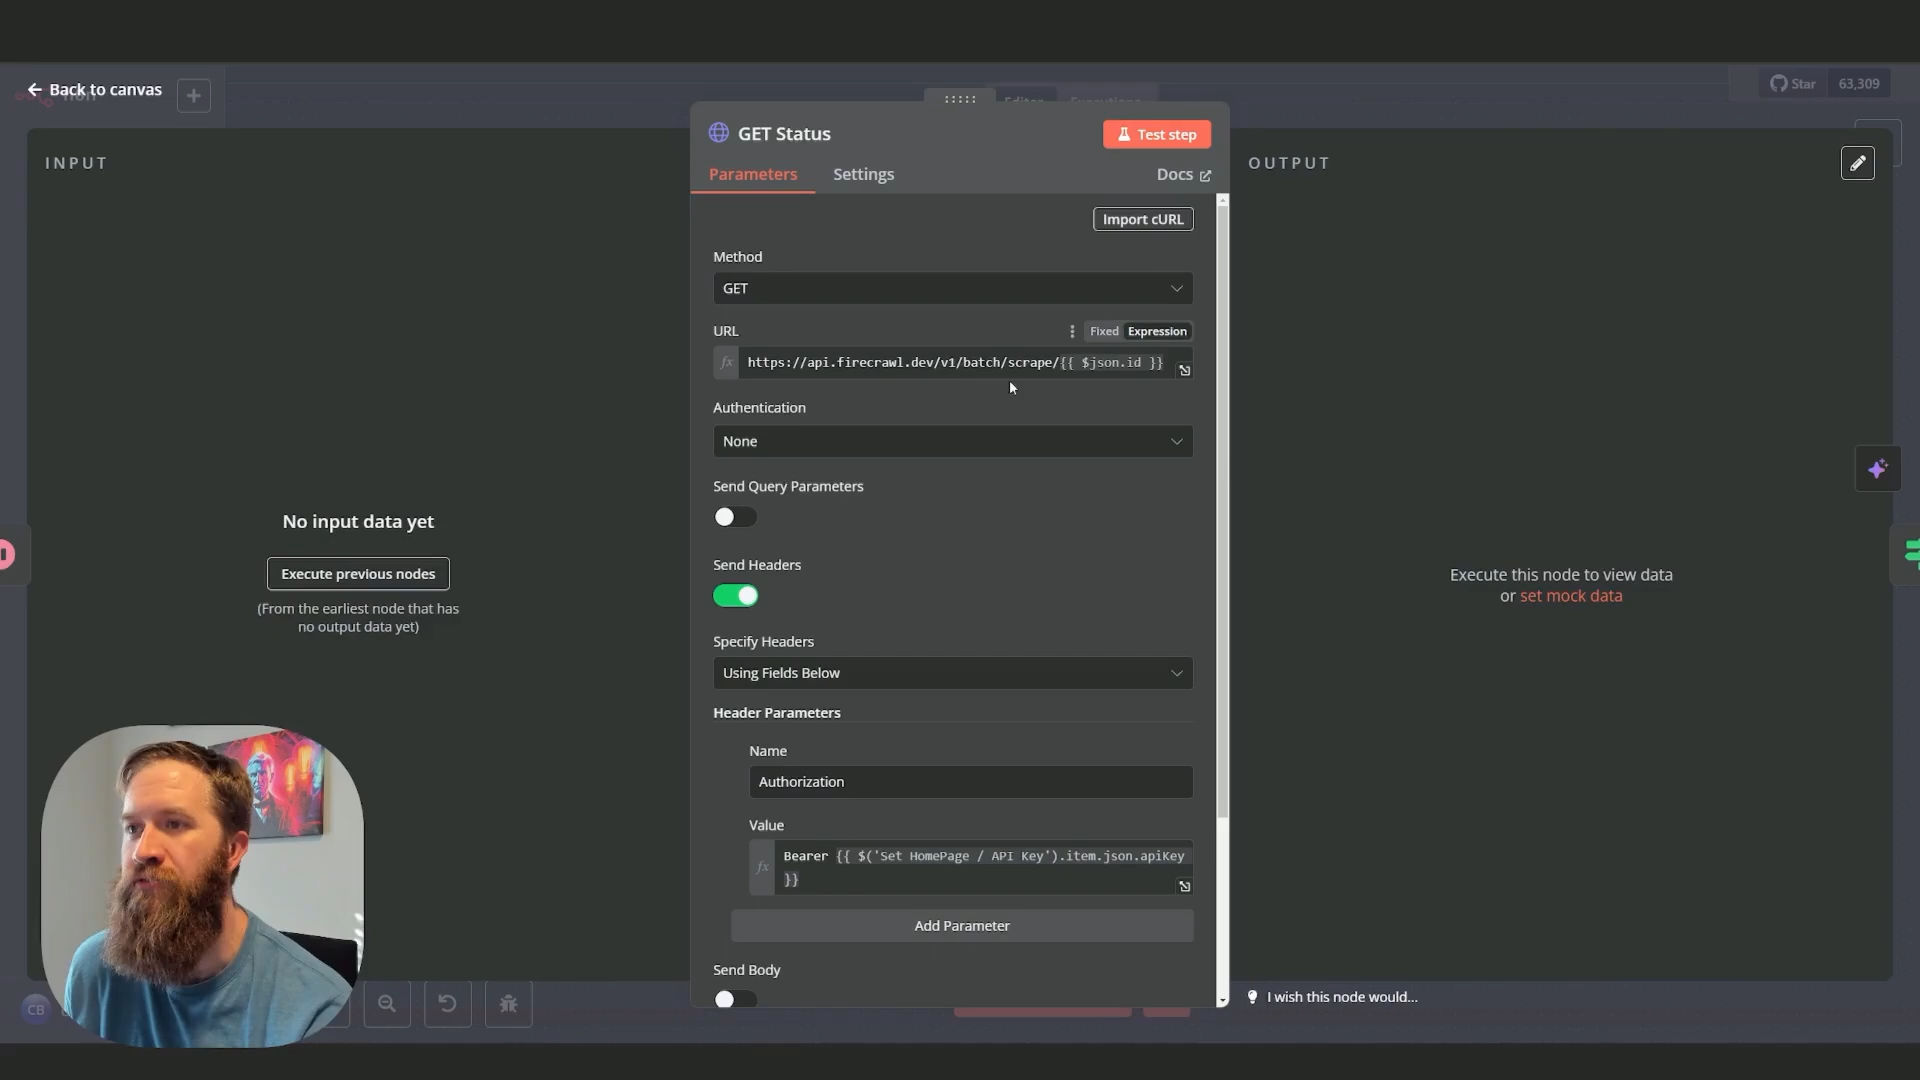 Back to canvas
+
Editor
Executions
Star
63,309
INPUT
GET Status
Test step
OUTPUT
Parameters
Settings
Docs
Import cURL
Method
GET
URL
Fixed
Expression
fx
https://api.firecrawl.dev/v1/batch/scrape/{{ $json.id }}
Authentication
None
Send Query Parameters
No input data yet
Execute previous nodes
(From the earliest node that has
no output data yet)
Send Headers
Execute this node to view data
or set mock data
Specify Headers
Using Fields Below
Header Parameters
Name
Authorization
Value
fx
Bearer {{ $('Set HomePage / API Key').item.json.apiKey
}}
Add Parameter
Send Body
I wish this node would...
CB